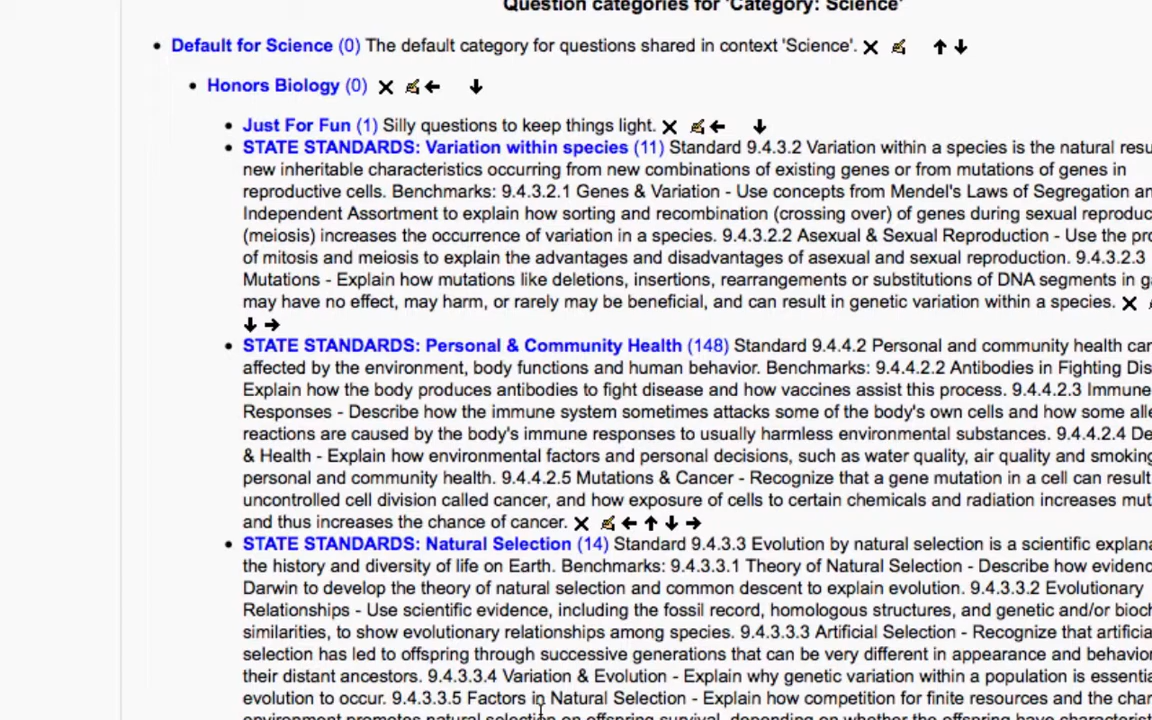 Question categories for 'Category: Science'
Default for Science (0) The default category for questions shared in context 'Science'.
Honors Biology (0)
Just For Fun (1) Silly questions to keep things light.
STATE STANDARDS: Variation within species (11) Standard 9.4.3.2 Variation within a species is the natural
new inheritable characteristics occurring from new combinations of existing genes or from mutations of genes in
reproductive cells. Benchmarks: 9.4.3.2.1 Genes & Variation - Use concepts from Mendel's Laws of Segregation
Independent Assortment to explain how sorting and recombination (crossing over) of genes during sexual
(meiosis) increases the occurrence of variation in a species. 9.4.3.2.2 Asexual & Sexual Reproduction - Use the
of mitosis and meiosis to explain the advantages and disadvantages of asexual and sexual reproduction. 9.4.3.2.3
Mutations - Explain how mutations like deletions, insertions, rearrangements or substitutions of DNA segments in
may have no effect, may harm, or rarely may be beneficial, and can result in genetic variation within a species.
STATE STANDARDS: Personal & Community Health (148) Standard 9.4.4.2 Personal and community health
affected by the environment, body functions and human behavior. Benchmarks: 9.4.4.2.2 Antibodies in Fighting
Explain how the body produces antibodies to fight disease and how vaccines assist this process. 9.4.4.2.3 Immune
Responses - Describe how the immune system sometimes attacks some of the body's own cells and how some
reactions are caused by the body's immune responses to usually harmless environmental substances. 9.4.4.2.4
& Health - Explain how environmental factors and personal decisions, such as water quality, air quality and
personal and community health. 9.4.4.2.5 Mutations & Cancer - Recognize that a gene mutation in a cell can result
uncontrolled cell division called cancer, and how exposure of cells to certain chemicals and radiation increases
and thus increases the chance of cancer.
STATE STANDARDS: Natural Selection (14) Standard 9.4.3.3 Evolution by natural selection is a scientific
the history and diversity of life on Earth. Benchmarks: 9.4.3.3.1 Theory of Natural Selection - Describe how
Darwin to develop the theory of natural selection and common descent to explain evolution. 9.4.3.3.2 Evolutionary
Relationships - Use scientific evidence, including the fossil record, homologous structures, and genetic and/or
similarities, to show evolutionary relationships among species. 9.4.3.3.3 Artificial Selection - Recognize that
selection has led to offspring through successive generations that can be very different in appearance and
their distant ancestors. 9.4.3.3.4 Variation & Evolution - Explain why genetic variation within a population is
evolution to occur. 9.4.3.3.5 Factors in Natural Selection - Explain how competition for finite resources and the
environment promotes natural selection on offspring survival, depending on whether the offspring have